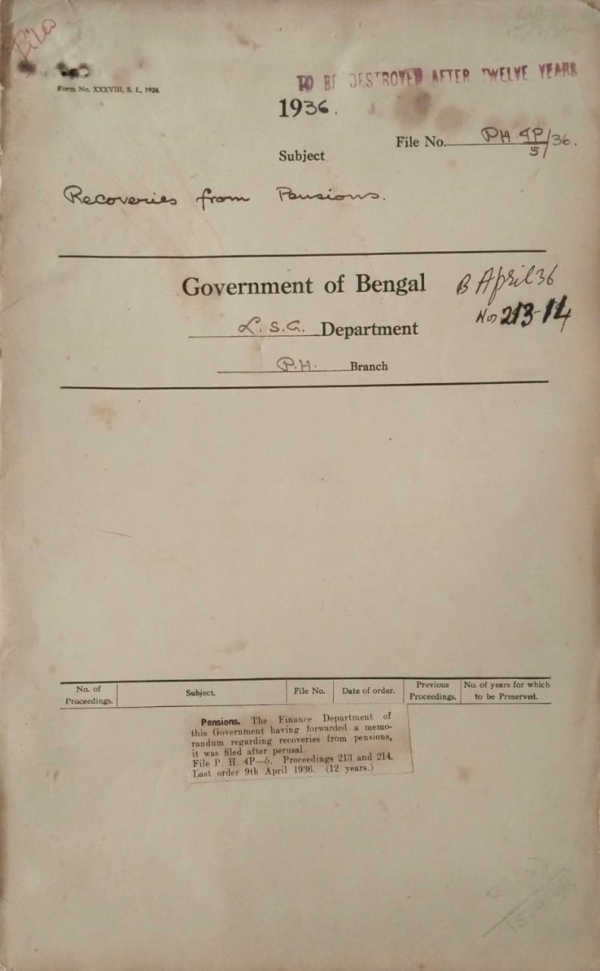 Form No. XXXVIII, S. I., 1934.
TO BE DESTROYED AFTER TWELVE YEARS
1936.
File No. PH 4P/5/36.
Subject
Recoveries from Pensions.
Government of Bengal
B April 36
L.S.G. Department
Nos 213-14
P.H. Branch
No. of Proceedings. Subject. File No. Date of order. Previous Proceedings. No. of years for which to be Preserved.
Pensions. The Finance Department of
this Government having forwarded a memo-
randum regarding recoveries from pensions,
it was filed after perusal.
File P. H. 4P—5. Proceedings 213 and 214.
Last order 9th April 1936. (12 years.)